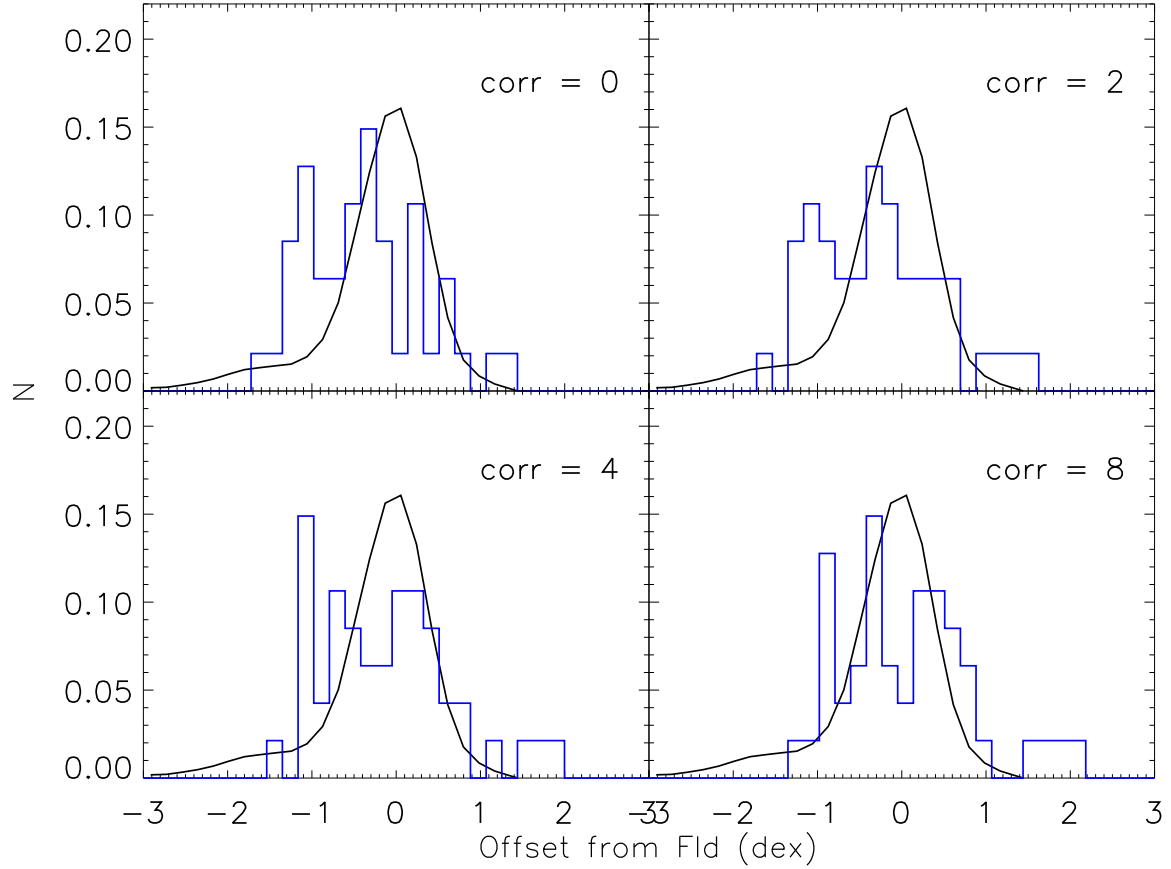 0.20
0.15
0.10
0.05
0.00
corr = 0
corr = 2
N
0.20
0.15
0.10
0.05
0.00
corr = 4
corr = 8
−3 −2 −1 0 1 2 −33 −2 −1 0 1 2 3
Offset from Fld (dex)